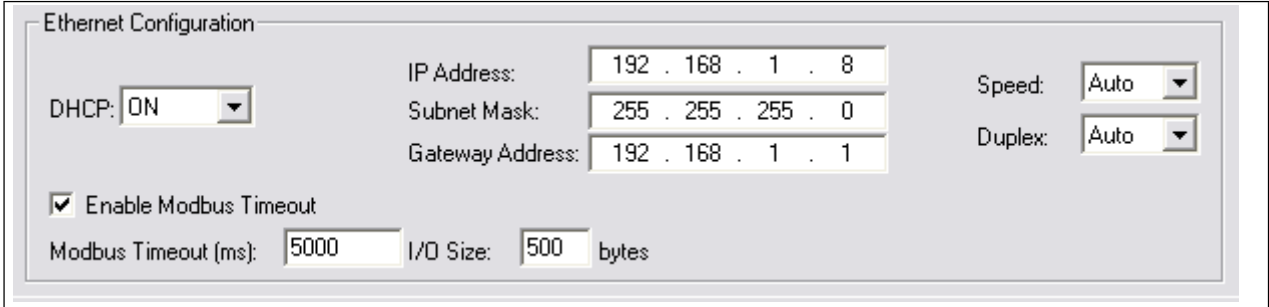 Ethernet Configuration
DHCP: ON
IP Address: 192 . 168 . 1 . 8
Subnet Mask: 255 . 255 . 255 . 0
Gateway Address: 192 . 168 . 1 . 1
Speed: Auto
Duplex: Auto
Enable Modbus Timeout
Modbus Timeout (ms): 5000 I/O Size: 500 bytes